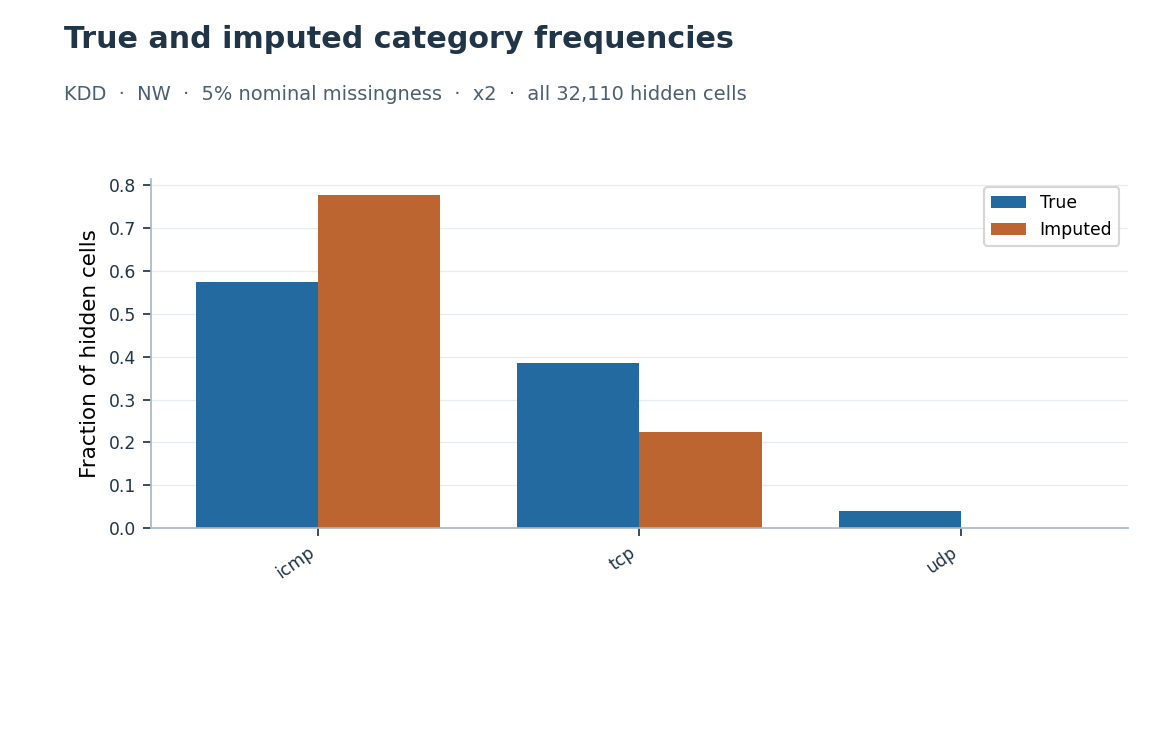 True and imputed category frequencies
KDD · NW · 5% nominal missingness · x2 · all 32,110 hidden cells
Fraction of hidden cells
0.8
0.7
0.6
0.5
0.4
0.3
0.2
0.1
0.0
True
Imputed
icmp
tcp
udp